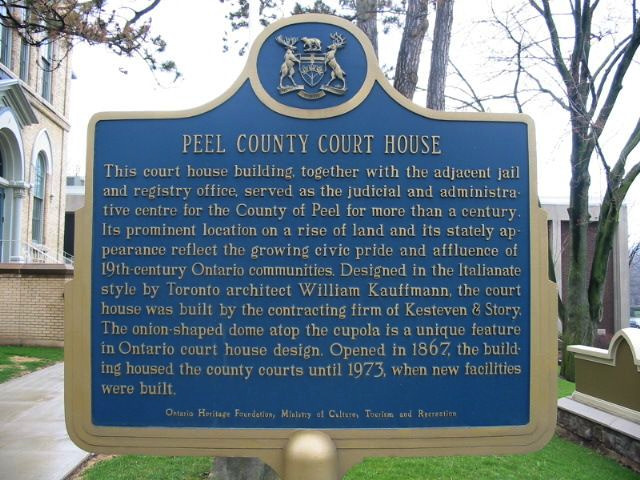 PEEL COUNTY COURT HOUSE
This court house building, together with the adjacent jail
and registry office, served as the judicial and administra-
tive centre for the County of Peel for more than a century.
Its prominent location on a rise of land and its stately ap-
pearance reflect the growing civic pride and affluence of
19th-century Ontario communities. Designed in the Italianate
style by Toronto architect William Kauffmann, the court
house was built by the contracting firm of Kesteven & Story.
The onion-shaped dome atop the cupola is a unique feature
in Ontario court house design. Opened in 1867, the build-
ing housed the county courts until 1973, when new facilities
were built.
Ontario Heritage Foundation, Ministry of Culture, Tourism and Recreation